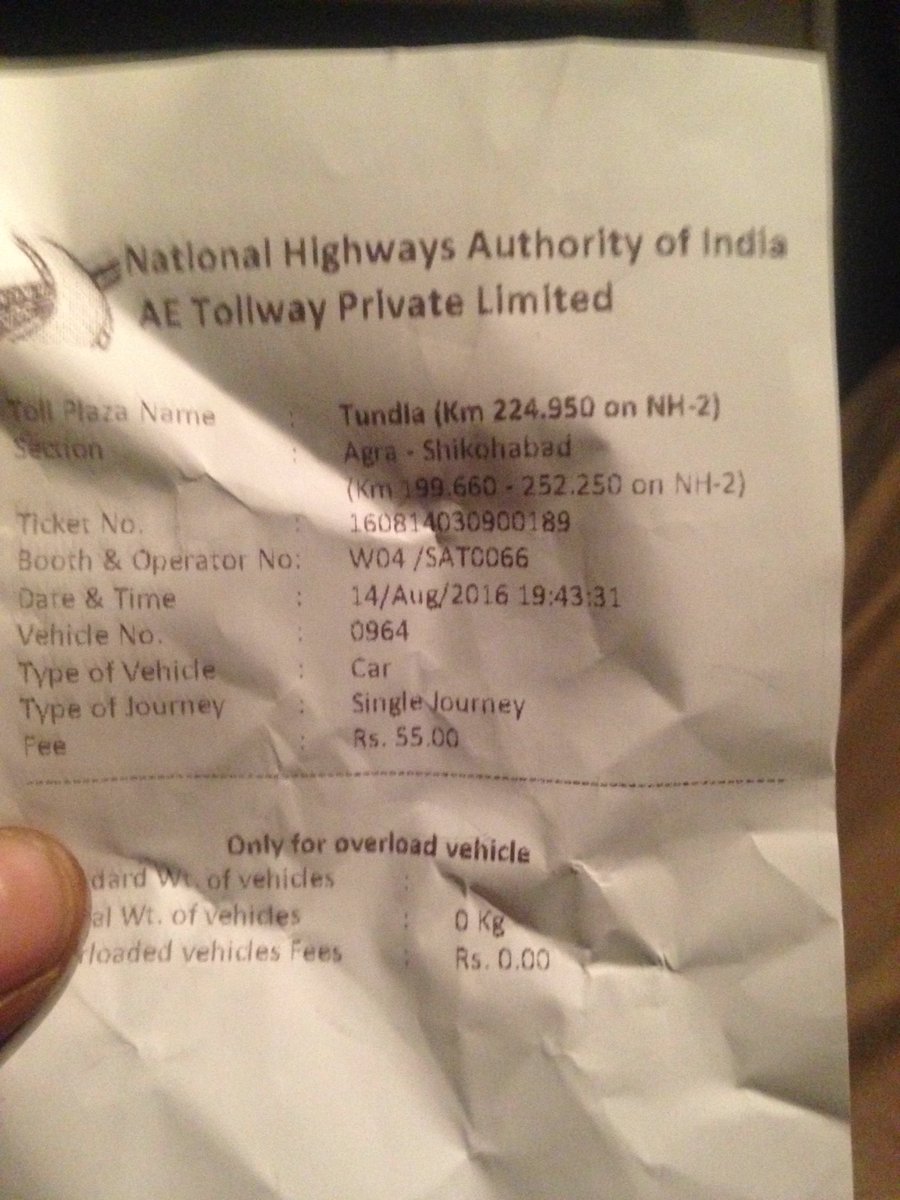 National Highways Authority of India
AE Tollway Private Limited
Toll Plaza Name : Tundla (Km 224.950 on NH-2)
Section : Agra - Shikohabad
(Km 199.660 - 252.250 on NH-2)
Ticket No. : 160814030900189
Booth & Operator No: W04 /SAT0066
Date & Time : 14/Aug/2016 19:43:31
Vehicle No. : 0964
Type of Vehicle : Car
Type of Journey : Single Journey
Fee : Rs. 55.00
Only for overload vehicle
dard Wt. of vehicles :
al Wt. of vehicles : 0 Kg
rloaded vehicles Fees : Rs. 0.00